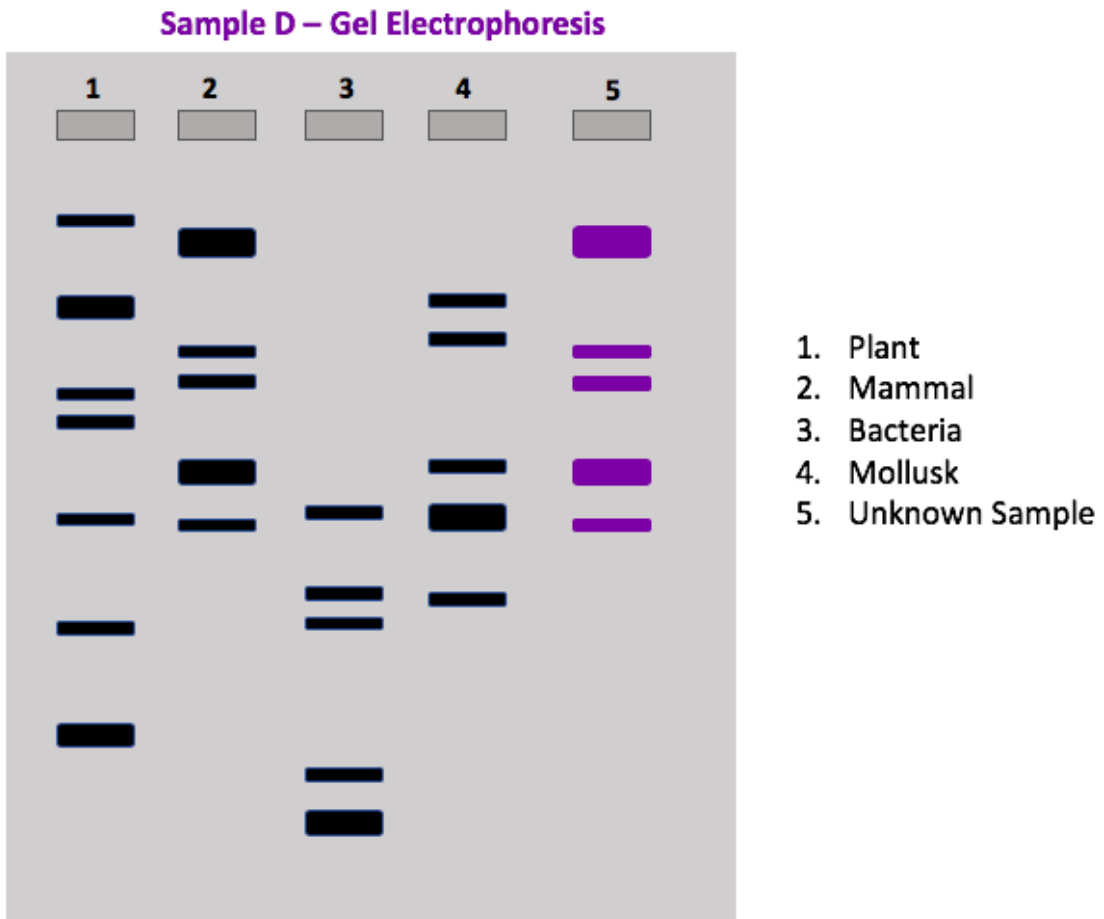 Sample D – Gel Electrophoresis
1 2 3 4 5
1. Plant
2. Mammal
3. Bacteria
4. Mollusk
5. Unknown Sample